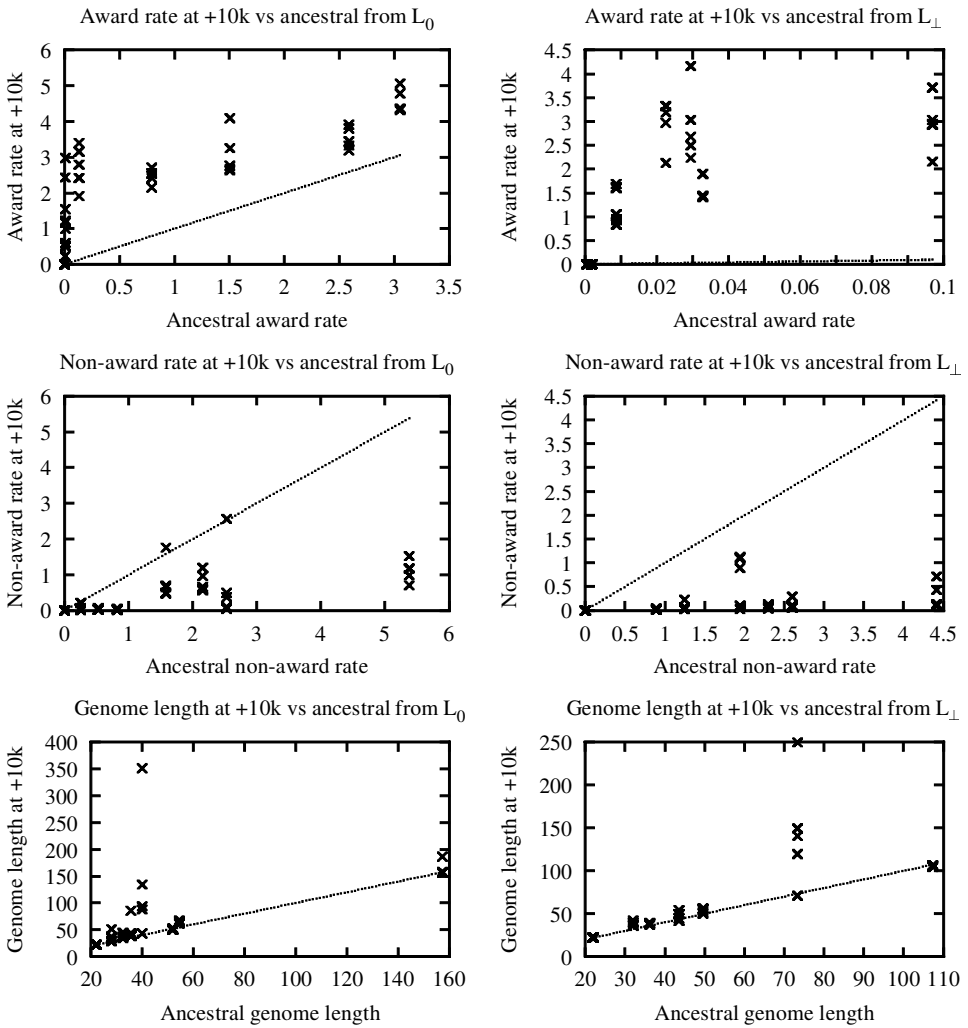 Award rate at +10k vs ancestral from L₀
Award rate at +10k
6
5
4
3
2
1
0
0 0.5 1 1.5 2 2.5 3 3.5
Ancestral award rate
Award rate at +10k vs ancestral from L⊥
Award rate at +10k
4.5
4
3.5
3
2.5
2
1.5
1
0.5
0
0 0.02 0.04 0.06 0.08 0.1
Ancestral award rate
Non-award rate at +10k vs ancestral from L₀
Non-award rate at +10k
6
5
4
3
2
1
0
0 1 2 3 4 5 6
Ancestral non-award rate
Non-award rate at +10k vs ancestral from L⊥
Non-award rate at +10k
4.5
4
3.5
3
2.5
2
1.5
1
0.5
0
0 0.5 1 1.5 2 2.5 3 3.5 4 4.5
Ancestral non-award rate
Genome length at +10k vs ancestral from L₀
Genome length at +10k
400
350
300
250
200
150
100
50
0
20 40 60 80 100 120 140 160
Ancestral genome length
Genome length at +10k vs ancestral from L⊥
Genome length at +10k
250
200
150
100
50
0
20 30 40 50 60 70 80 90 100 110
Ancestral genome length